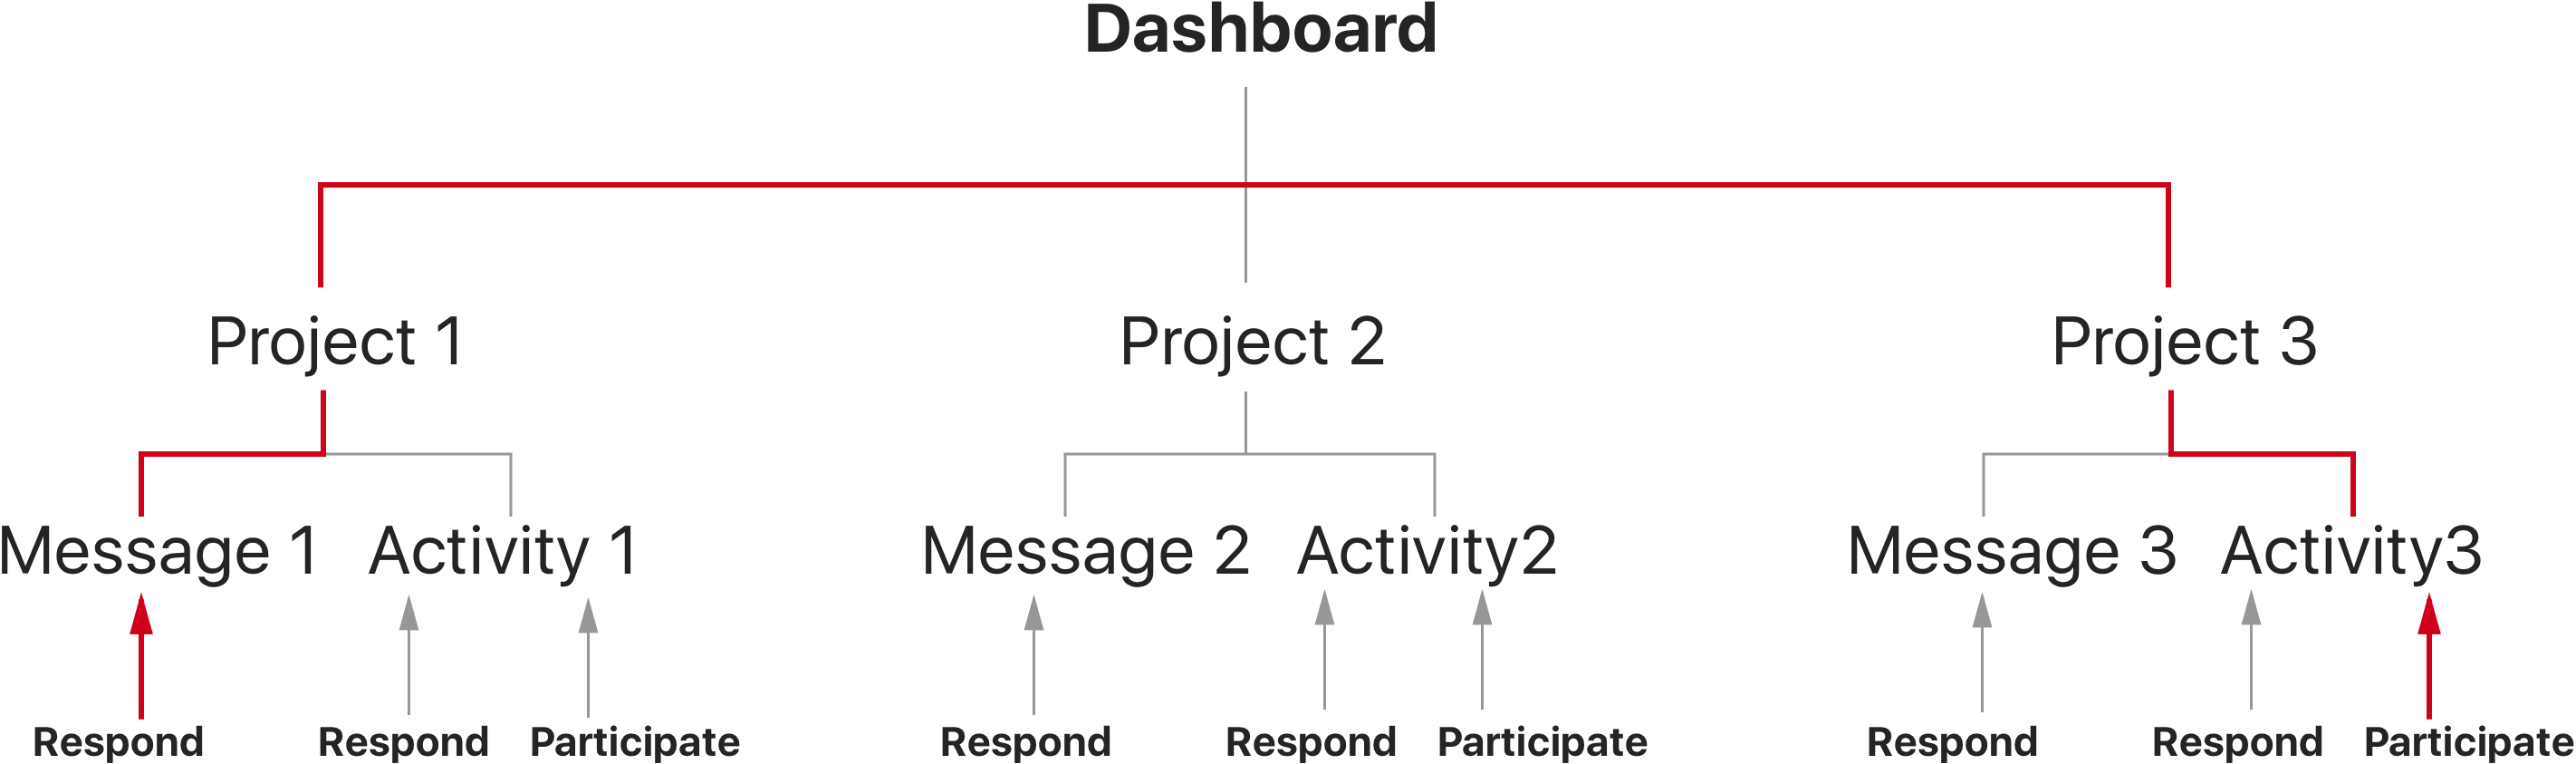 Dashboard
Project 1 Project 2 Project 3
Message 1 Activity 1 Message 2 Activity2 Message 3 Activity3
Respond Respond Participate Respond Respond Participate Respond Respond Participate